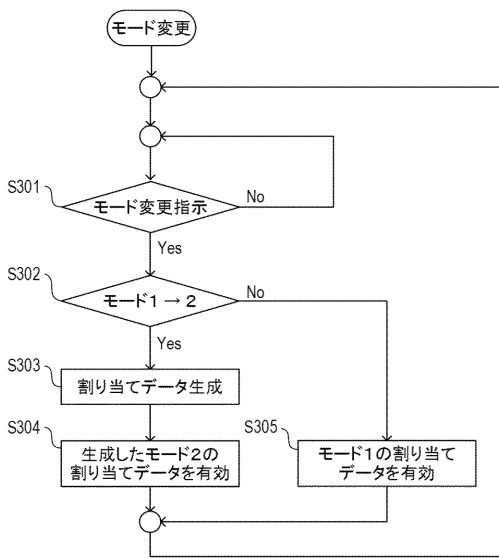 モード変更
S301
モード変更指示
No
Yes
S302
モード1→2
No
Yes
S303
割り当てデータ生成
S304
生成したモード2の
割り当てデータを有効
S305
モード1の割り当て
データを有効